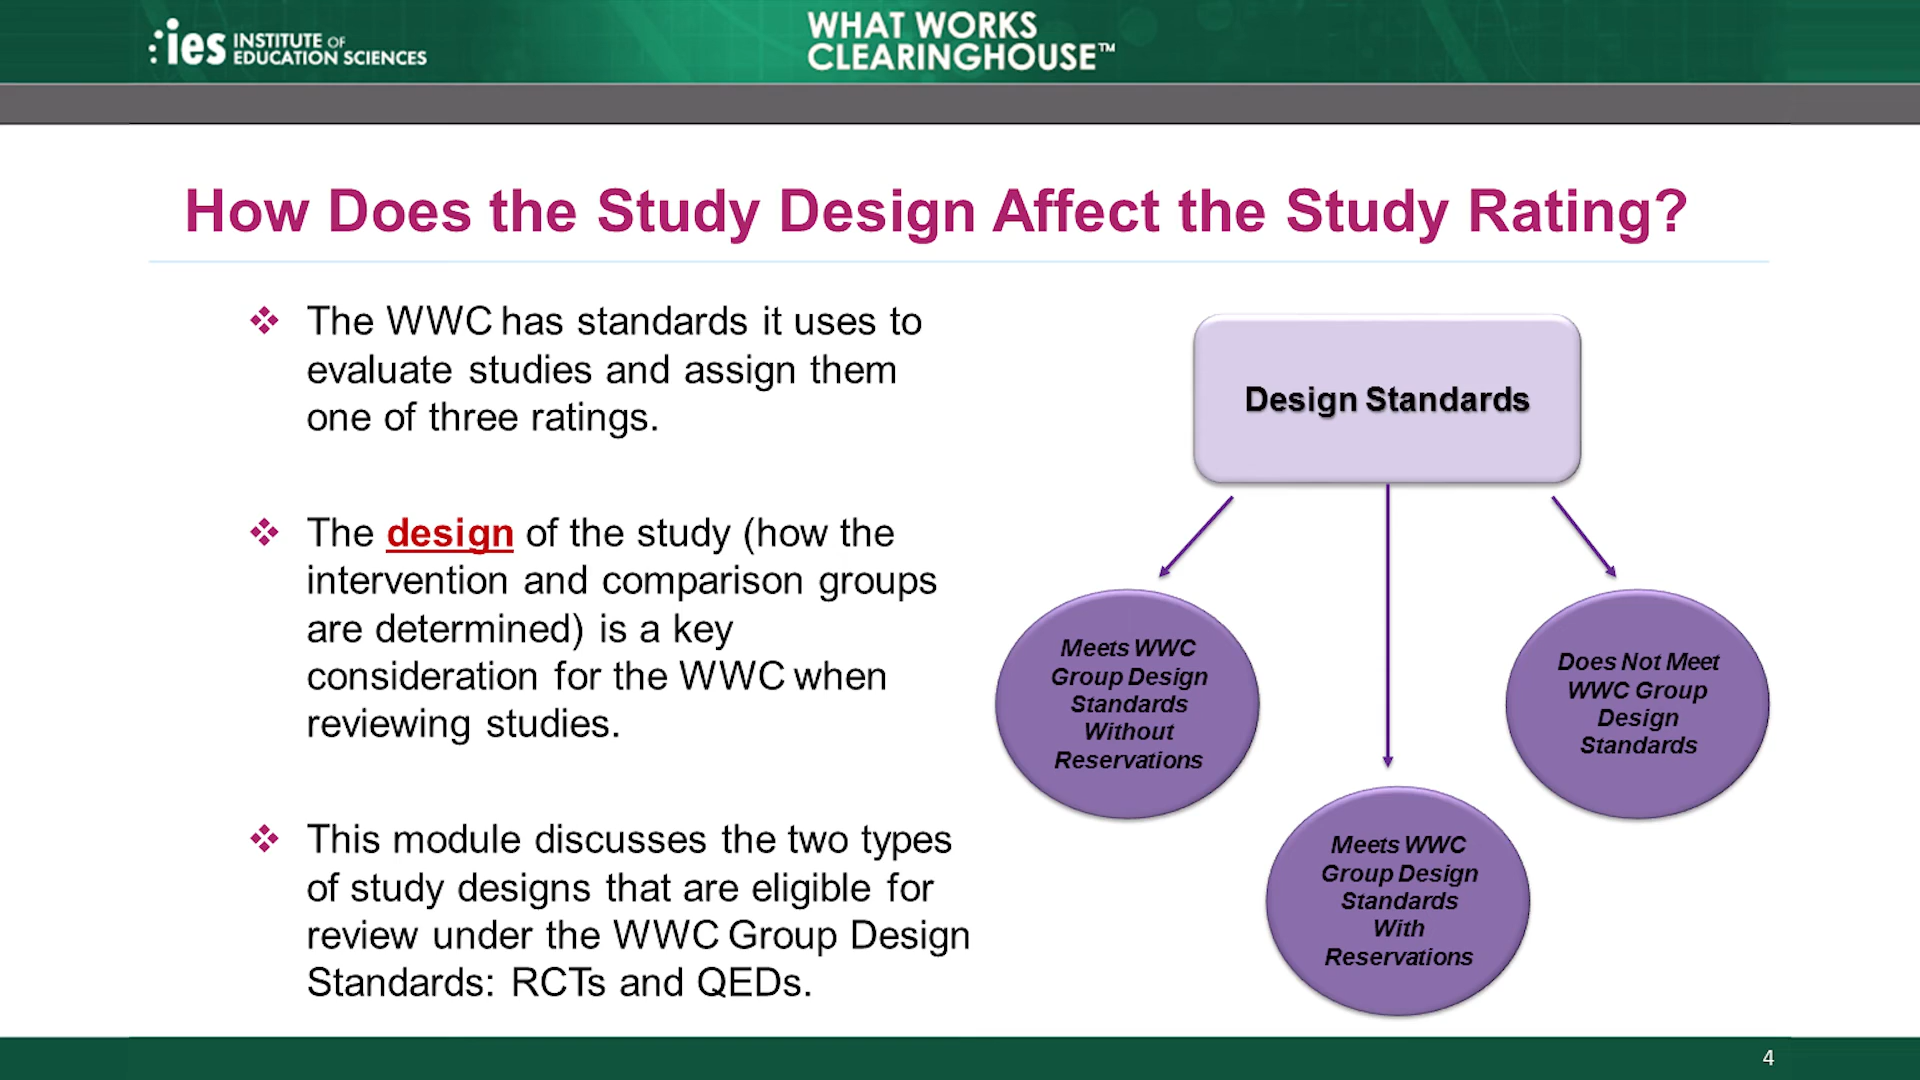 ies INSTITUTE OF
EDUCATION SCIENCES
WHAT WORKS
CLEARINGHOUSE™
How Does the Study Design Affect the Study Rating?
The WWC has standards it uses to
evaluate studies and assign them
one of three ratings.
The design of the study (how the
intervention and comparison groups
are determined) is a key
consideration for the WWC when
reviewing studies.
This module discusses the two types
of study designs that are eligible for
review under the WWC Group Design
Standards: RCTs and QEDs.
Design Standards
Meets WWC
Group Design
Standards
Without
Reservations
Meets WWC
Group Design
Standards
With
Reservations
Does Not Meet
WWC Group
Design
Standards
4